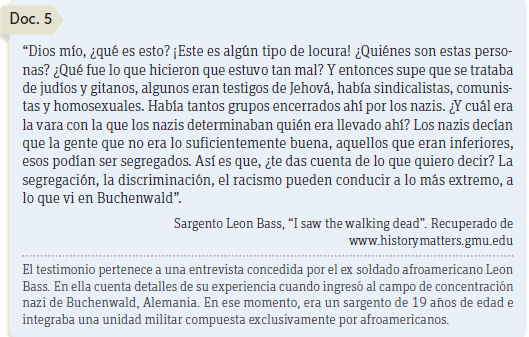 Doc. 5
“Dios mío, ¿qué es esto? ¡Este es algún tipo de locura! ¿Quiénes son estas perso-
nas? ¿Qué fue lo que hicieron que estuvo tan mal? Y entonces supe que se trataba
de judíos y gitanos, algunos eran testigos de Jehová, había sindicalistas, comunis-
tas y homosexuales. Había tantos grupos encerrados ahí por los nazis. ¿Y cuál era
la vara con la que los nazis determinaban quién era llevado ahí? Los nazis decían
que la gente que no era lo suficientemente buena, aquellos que eran inferiores,
esos podían ser segregados. Así es que, ¿te das cuenta de lo que quiero decir? La
segregación, la discriminación, el racismo pueden conducir a lo más extremo, a
lo que vi en Buchenwald”.
Sargento Leon Bass, “I saw the walking dead”. Recuperado de
www.historymatters.gmu.edu
El testimonio pertenece a una entrevista concedida por el ex soldado afroamericano Leon
Bass. En ella cuenta detalles de su experiencia cuando ingresó al campo de concentración
nazi de Buchenwald, Alemania. En ese momento, era un sargento de 19 años de edad e
integraba una unidad militar compuesta exclusivamente por afroamericanos.